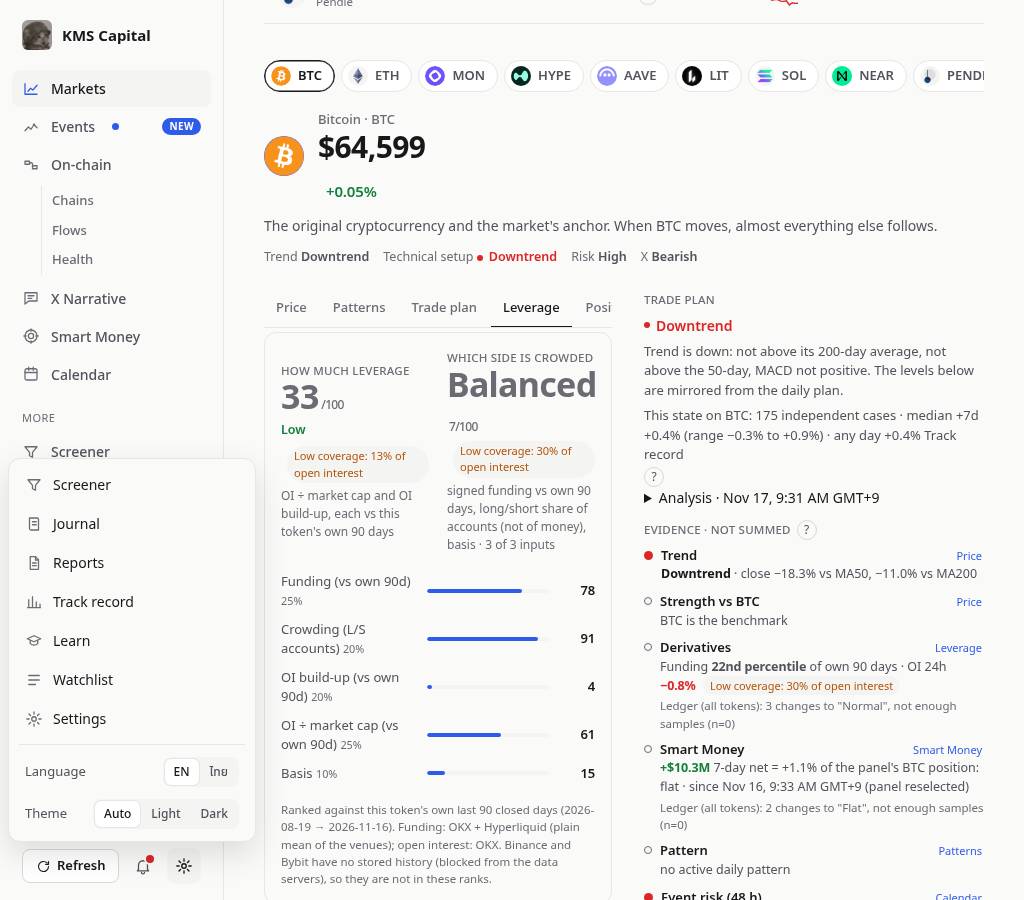 KMS Capital
Markets
Events
NEW
On-chain
Chains
Flows
Health
X Narrative
Smart Money
Calendar
MORE
Screener
Screener
Journal
Reports
Track record
Learn
Watchlist
Settings
Language
EN
ไทย
Theme
Auto
Light
Dark
Refresh
Pendle
BTC
ETH
MON
HYPE
AAVE
LIT
SOL
NEAR
Bitcoin · BTC
$64,599
+0.05%
The original cryptocurrency and the market's anchor. When BTC moves, almost everything else follows.
Trend Downtrend Technical setup Downtrend Risk High X Bearish
Price
Patterns
Trade plan
Leverage
HOW MUCH LEVERAGE
33 /100
Low
Low coverage: 13% of
open interest
OI ÷ market cap and OI
build-up, each vs this
token's own 90 days
WHICH SIDE IS CROWDED
Balanced
7/100
Low coverage: 30% of
open interest
signed funding vs own 90
days, long/short share of
accounts (not of money),
basis · 3 of 3 inputs
Funding (vs own 90d)
25%
78
Crowding (L/S
accounts) 20%
91
OI build-up (vs own
90d) 20%
4
OI ÷ market cap (vs
own 90d) 25%
61
Basis 10%
15
Ranked against this token's own last 90 closed days (2026-
08-19 → 2026-11-16). Funding: OKX + Hyperliquid (plain
mean of the venues); open interest: OKX. Binance and
Bybit have no stored history (blocked from the data
servers), so they are not in these ranks.
TRADE PLAN
Downtrend
Trend is down: not above its 200-day average, not
above the 50-day, MACD not positive. The levels below
are mirrored from the daily plan.
This state on BTC: 175 independent cases · median +7d
+0.4% (range −0.3% to +0.9%) · any day +0.4% Track
record
?
Analysis · Nov 17, 9:31 AM GMT+9
EVIDENCE · NOT SUMMED ?
Trend
Price
Downtrend · close −18.3% vs MA50, −11.0% vs MA200
Strength vs BTC
Price
BTC is the benchmark
Derivatives
Leverage
Funding 22nd percentile of own 90 days · OI 24h
−0.8% Low coverage: 30% of open interest
Ledger (all tokens): 3 changes to "Normal", not enough
samples (n=0)
Smart Money
Smart Money
+$10.3M 7-day net = +1.1% of the panel's BTC position:
flat · since Nov 16, 9:33 AM GMT+9 (panel reselected)
Ledger (all tokens): 2 changes to "Flat", not enough samples
(n=0)
Pattern
Patterns
no active daily pattern
Event risk (48 h)
Calendar